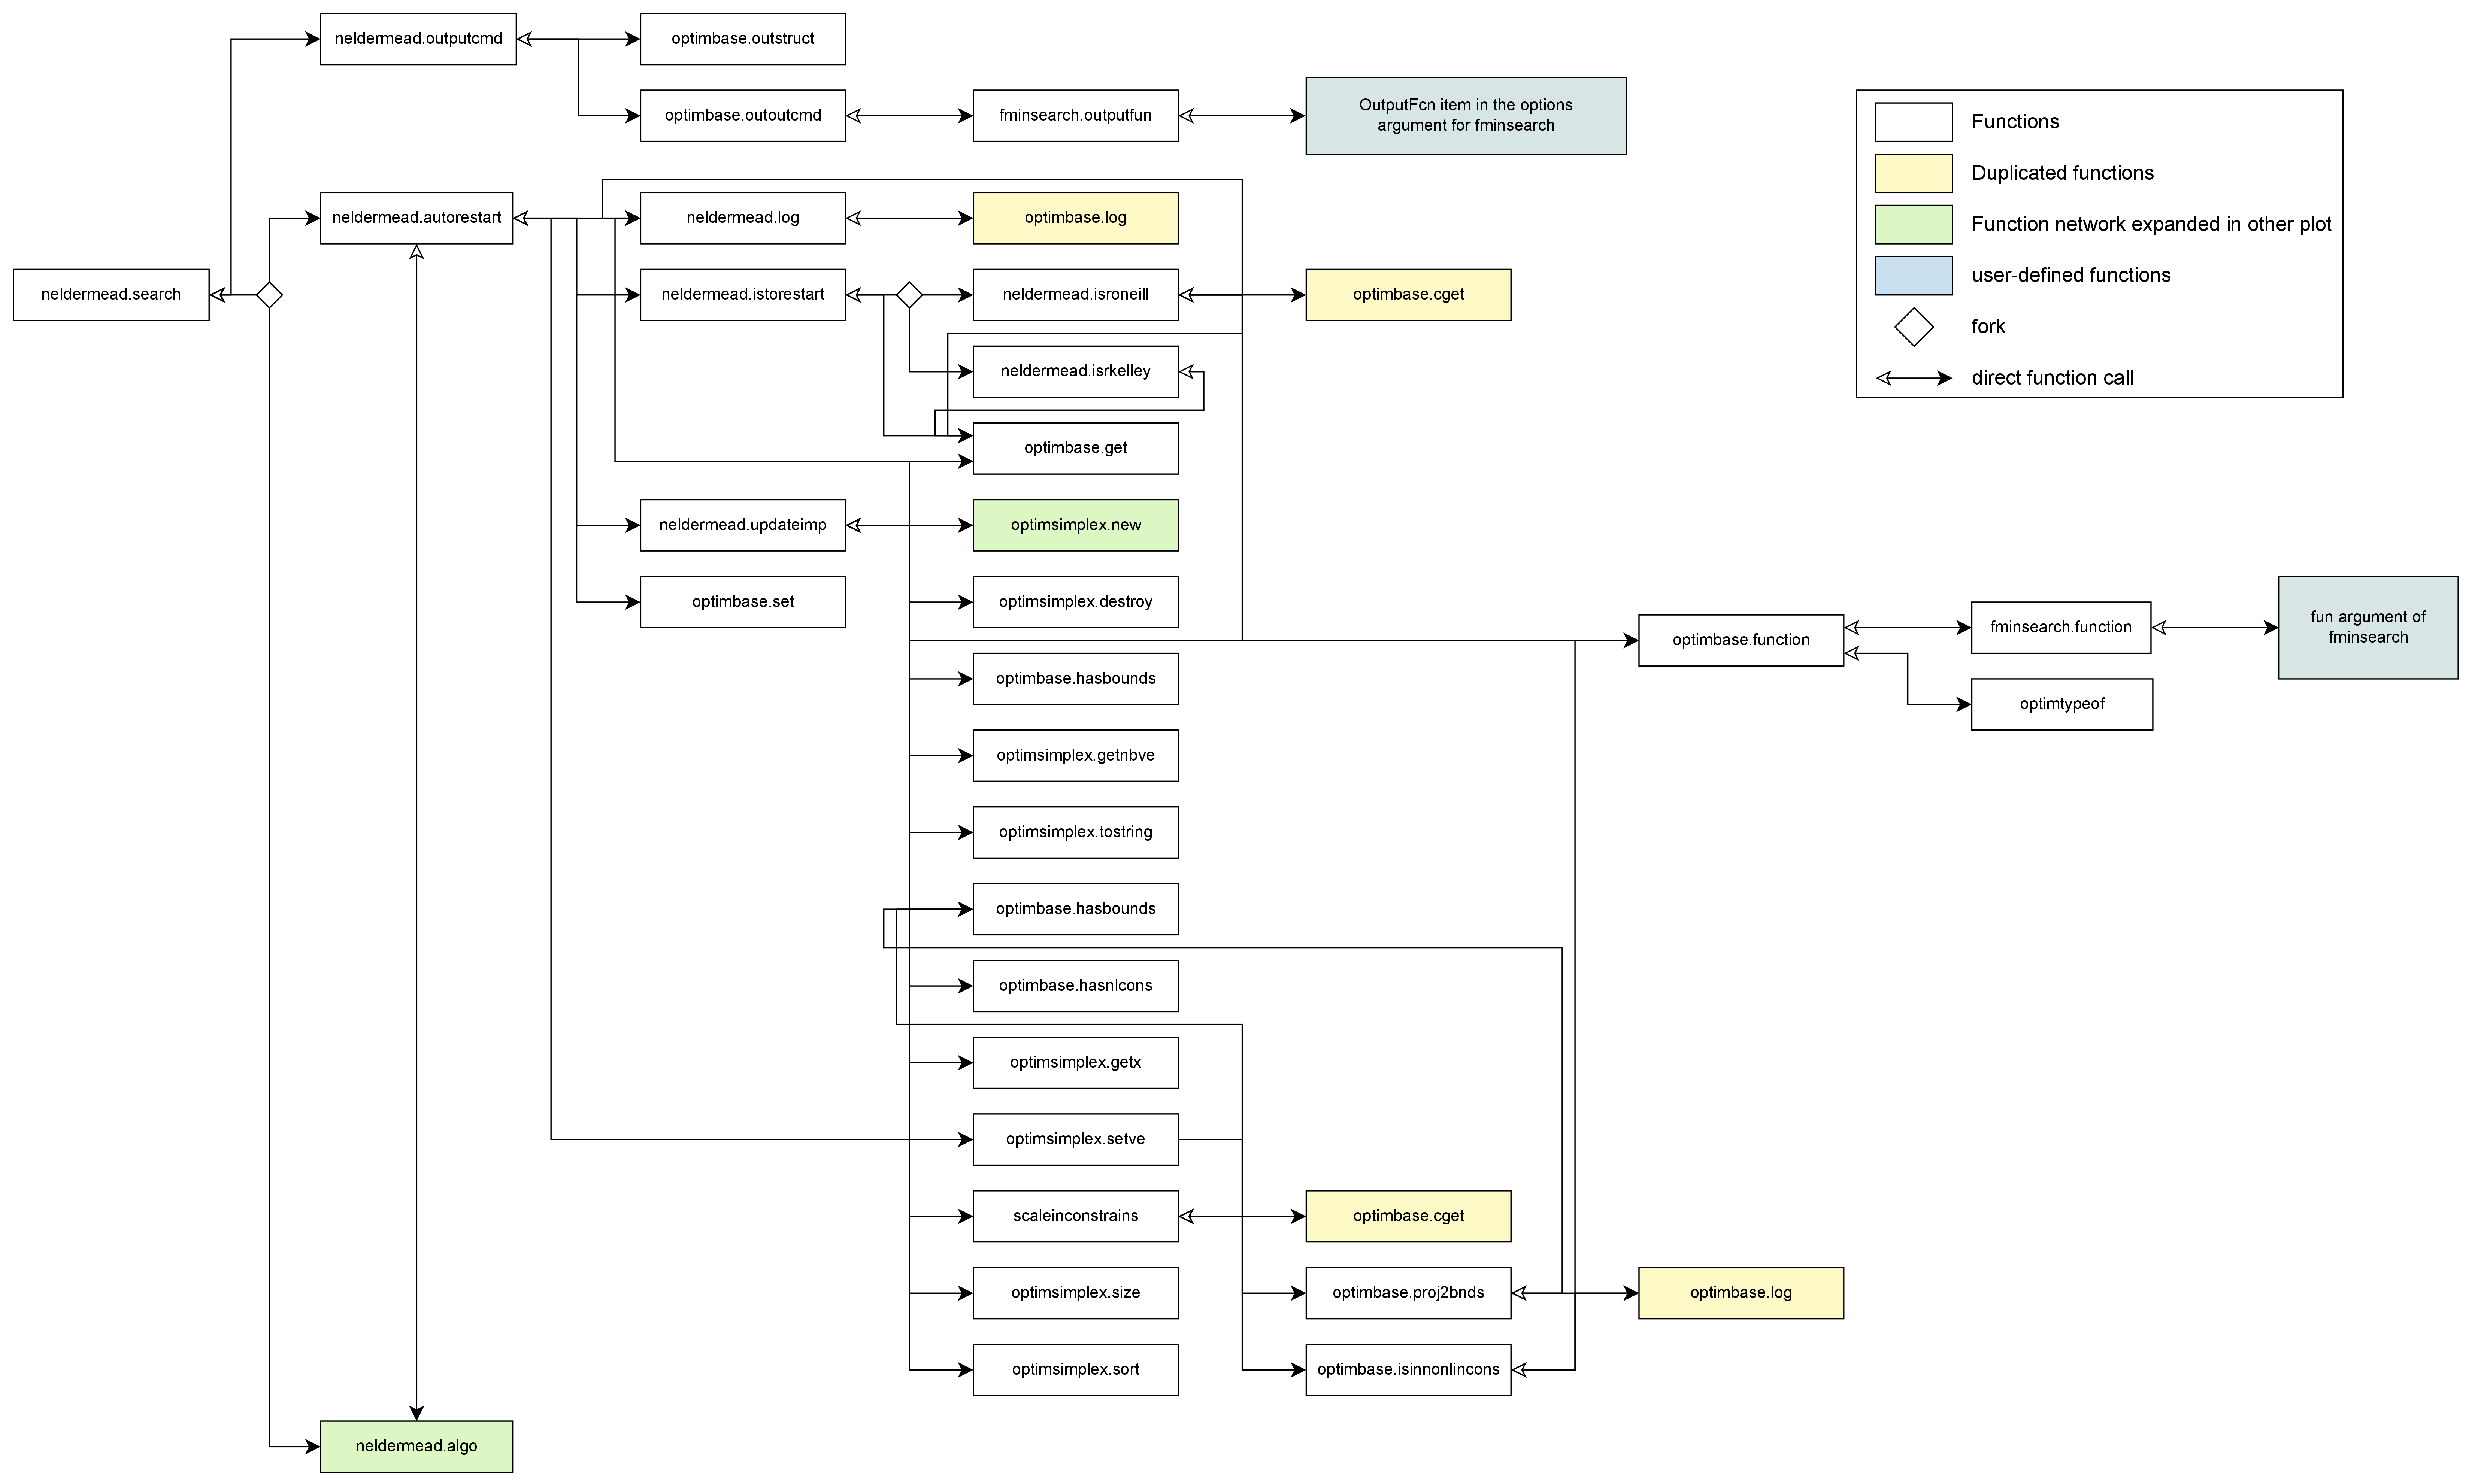 neldermead.outputcmd
optimbase.outstruct
optimbase.outoutcmd
fminsearch.outputfun
OutputFcn item in the options
argument for fminsearch
Functions
Duplicated functions
Function network expanded in other plot
user-defined functions
fork
direct function call
neldermead.autorestart
neldermead.log
optimbase.log
neldermead.search
neldermead.istorestart
neldermead.isroneill
optimbase.cget
neldermead.isrkelley
optimbase.get
neldermead.updateimp
optimsimplex.new
optimbase.set
optimsimplex.destroy
optimbase.function
fminsearch.function
fun argument of
fminsearch
optimbase.hasbounds
optimtypeof
optimsimplex.getnbve
optimsimplex.tostring
optimbase.hasbounds
optimbase.hasnlcons
optimsimplex.getx
optimsimplex.setve
scaleinconstrains
optimbase.cget
optimsimplex.size
optimbase.proj2bnds
optimbase.log
optimsimplex.sort
optimbase.isinnonlincons
neldermead.algo